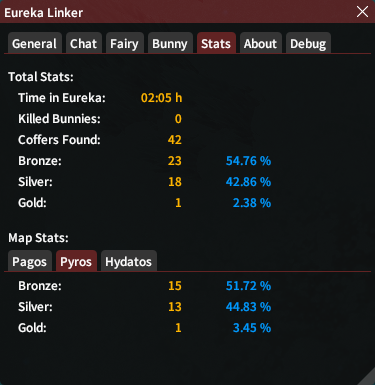 Eureka Linker
General Chat Fairy Bunny Stats About Debug
Total Stats:
Time in Eureka: 02:05 h
Killed Bunnies: 0
Coffers Found: 42
Bronze: 23 54.76 %
Silver: 18 42.86 %
Gold: 1 2.38 %
Map Stats:
Pagos Pyros Hydatos
Bronze: 15 51.72 %
Silver: 13 44.83 %
Gold: 1 3.45 %